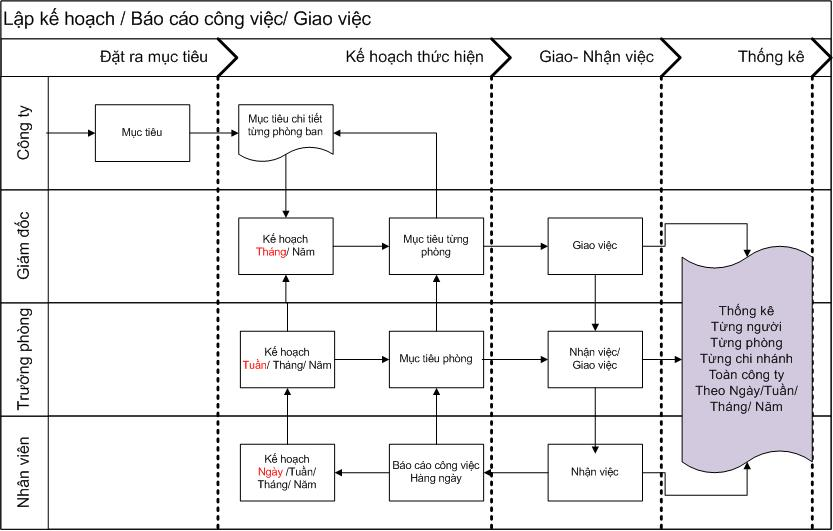 Lập kế hoạch / Báo cáo công việc/ Giao việc
Đặt ra mục tiêu
Kế hoạch thức hiện
Giao- Nhận việc
Thống kê
Công ty
Mục tiêu
Mục tiêu chi tiết
từng phòng ban
Giám đốc
Kế hoạch
Tháng/ Năm
Mục tiêu từng
phòng
Giao việc
Trưởng phòng
Kế hoạch
Tuần/ Tháng/ Năm
Mục tiêu phòng
Nhận việc/
Giao việc
Thống kê
Từng người
Từng phòng
Từng chi nhánh
Toàn công ty
Theo Ngày/Tuần/
Tháng/ Năm
Nhân viên
Kế hoạch
Ngày /Tuần/
Tháng/ Năm
Báo cáo công việc
Hàng ngày
Nhận việc